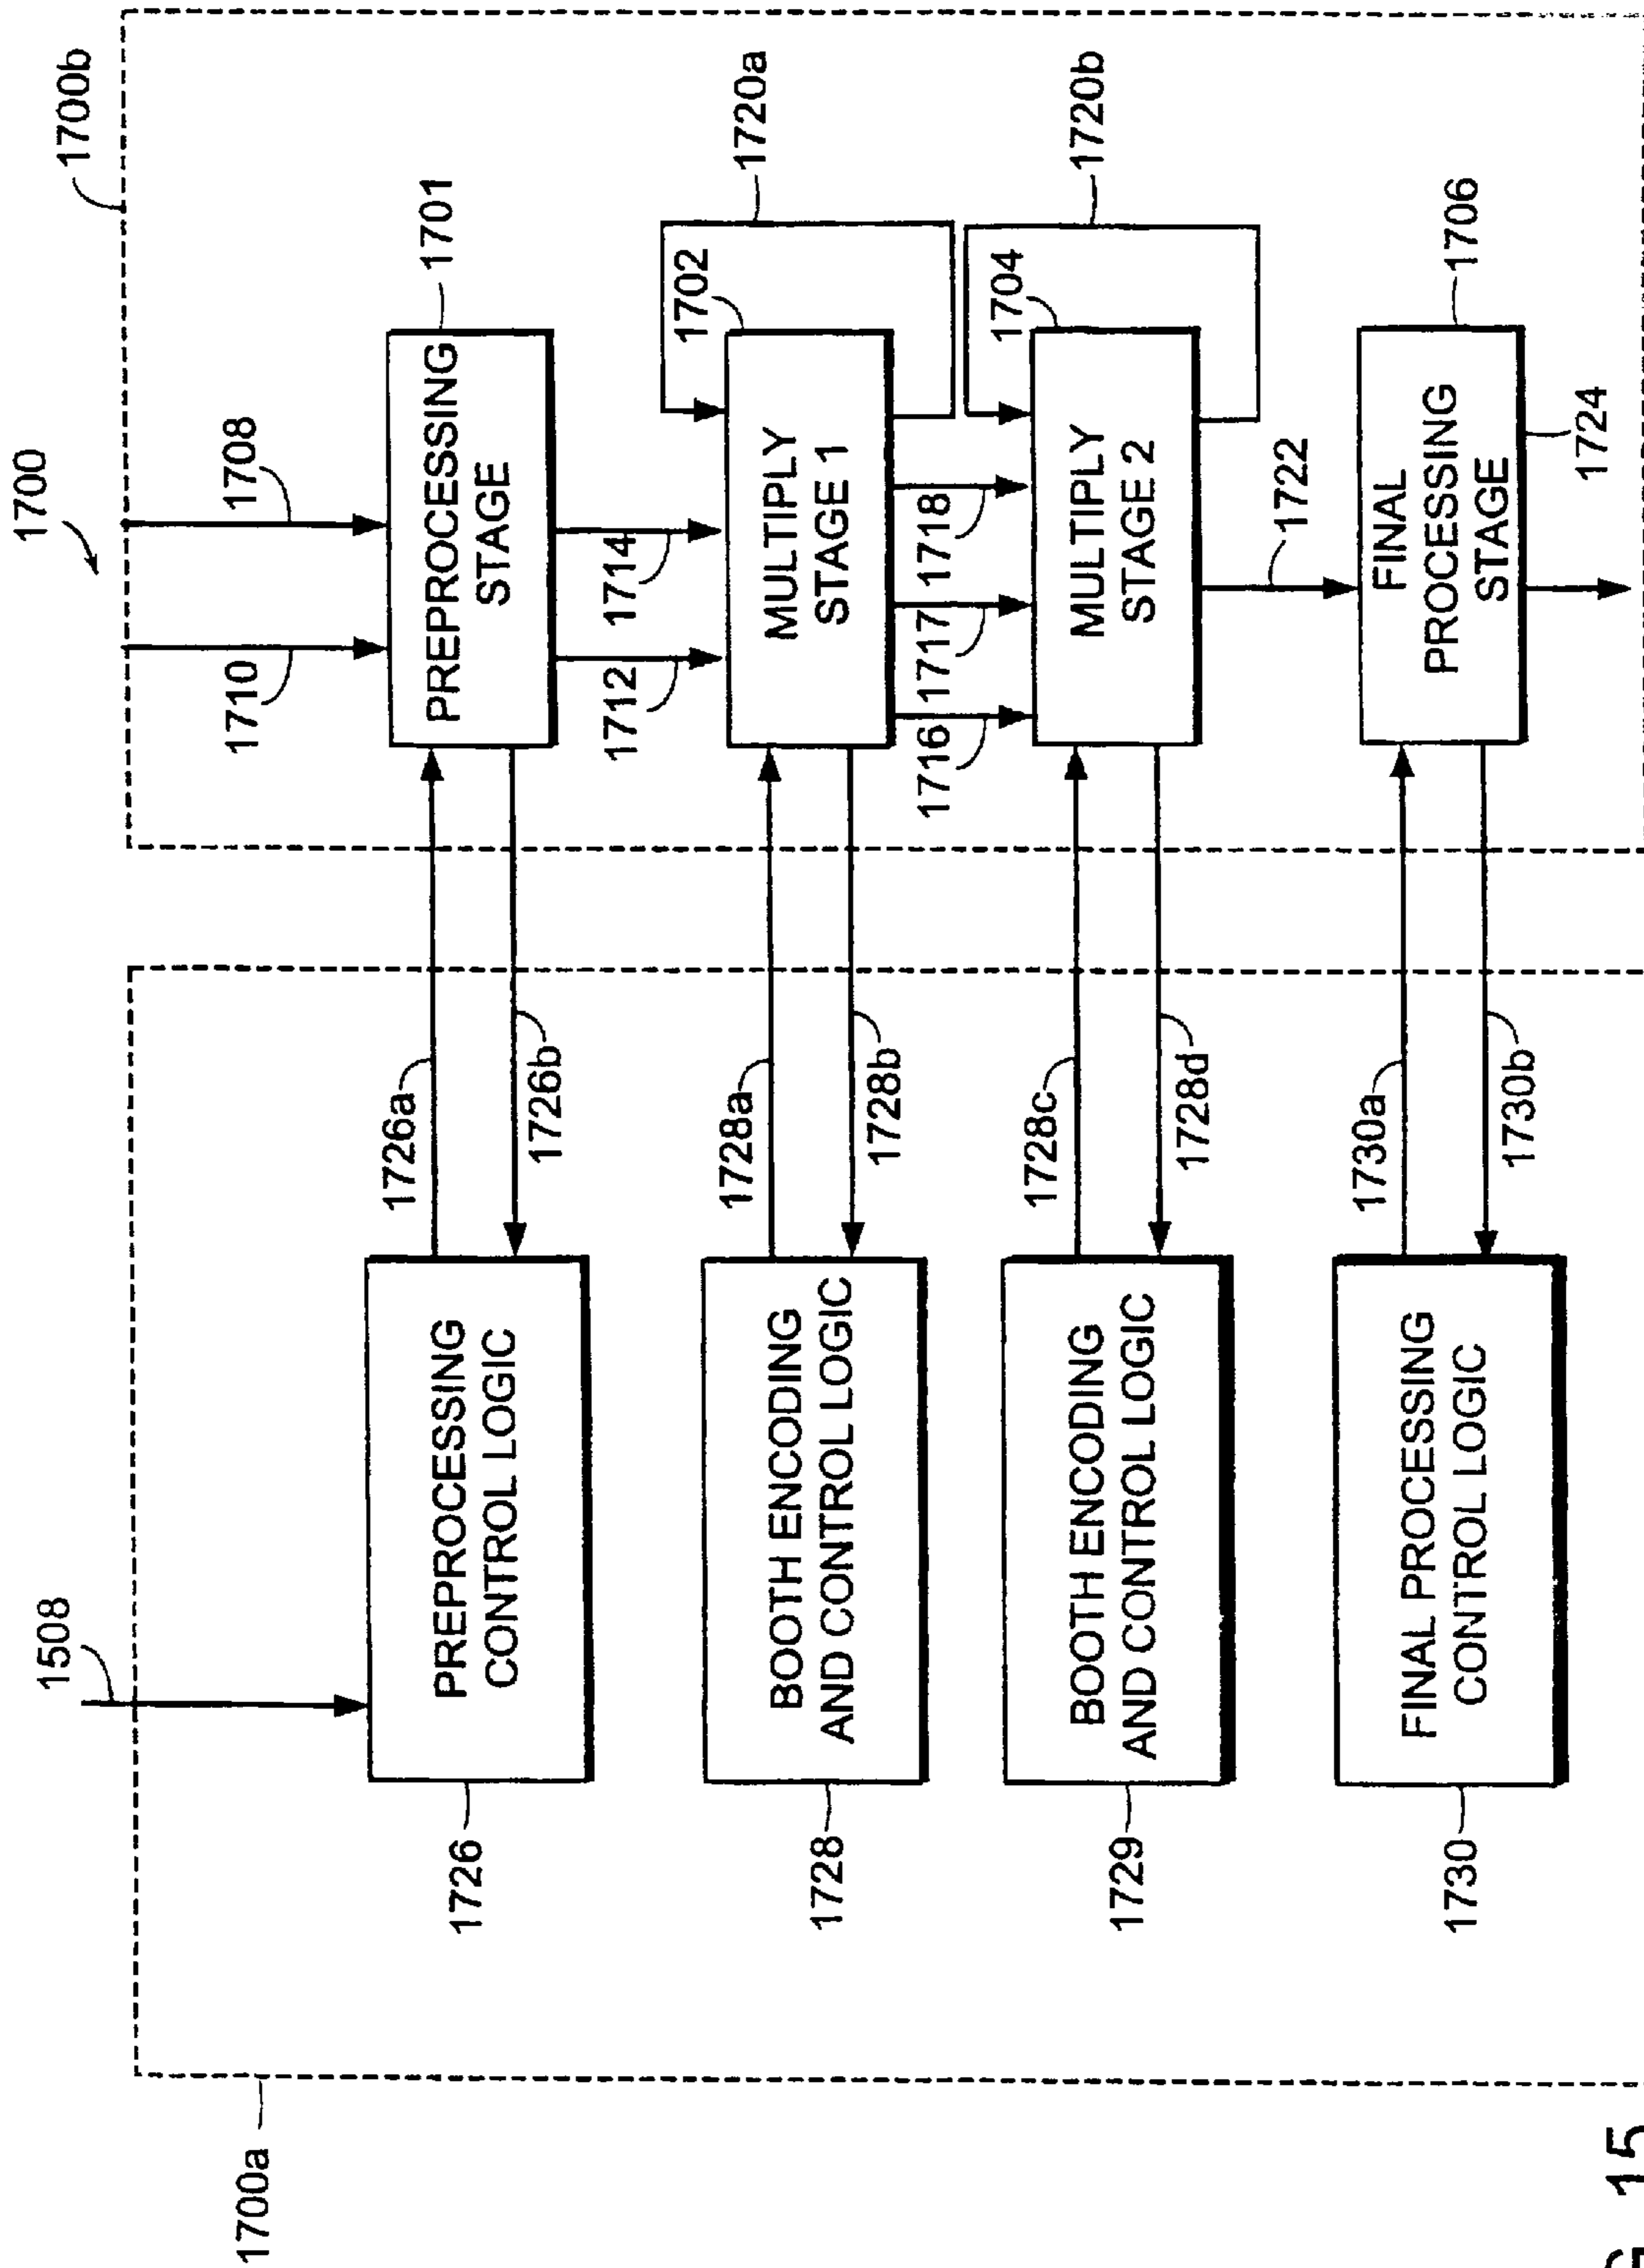 1700
1700b
1508
1710
1708
1700a
PREPROCESSING
CONTROL LOGIC
1726
1726a
1726b
PREPROCESSING
STAGE
1701
1712
1714
BOOTH ENCODING
AND CONTROL LOGIC
1728
1728a
1728b
MULTIPLY
STAGE 1
1702
1720a
1716
1717
1718
BOOTH ENCODING
AND CONTROL LOGIC
1729
1728c
1728d
MULTIPLY
STAGE 2
1704
1720b
1722
FINAL PROCESSING
CONTROL LOGIC
1730
1730a
1730b
FINAL
PROCESSING
STAGE
1706
1724
15